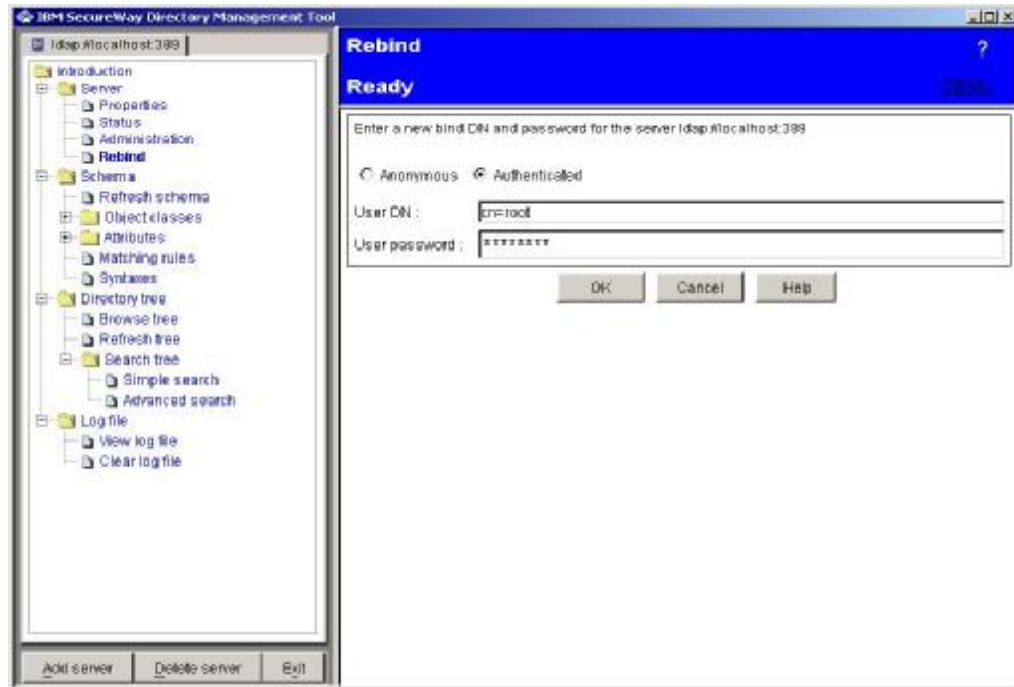 IBM SecureWay Directory Management Tool
ldap://localhost:389
Introduction
Server
Properties
Status
Administration
Rebind
Schema
Refresh schema
Object classes
Attributes
Matching rules
Syntaxes
Directory tree
Browse tree
Refresh tree
Search tree
Simple search
Advanced search
Log file
View log file
Clear log file
Add server
Delete server
Exit
Rebind
?
Ready
IBM
Enter a new bind DN and password for the server ldap://localhost:389
Anonymous
Authenticated
User DN :
cn=root
User password :
********
OK
Cancel
Help